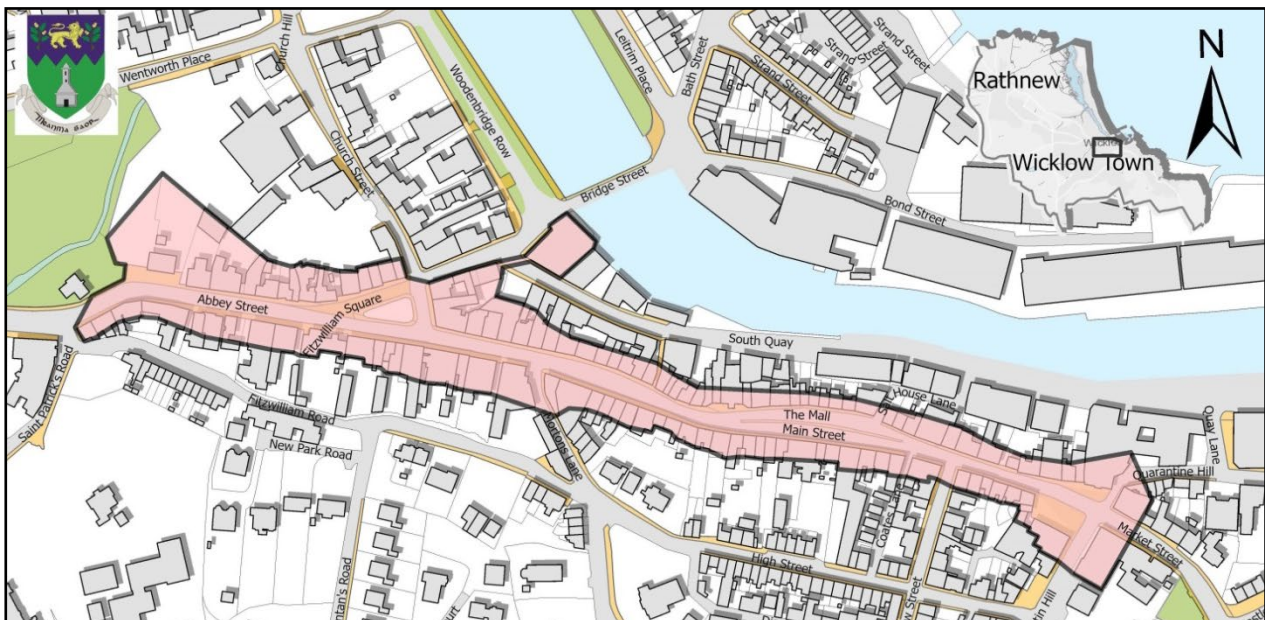 Wentworth Place
Church Hill
Church Street
Woodenbridge Row
Leitrim Place
Bath Street
Strand Street
Strand Street
Strand Street
Rathnew
Wicklow Town
N
Bridge Street
Bond Street
Abbey Street
Fitzwilliam Square
South Quay
House Lane
The Mall
Main Street
Saint Patrick's Road
Fitzwilliam Road
New Park Road
Mortons Lane
Coates Lane
High Street
Quay Lane
Quarantine Hill
Market Street